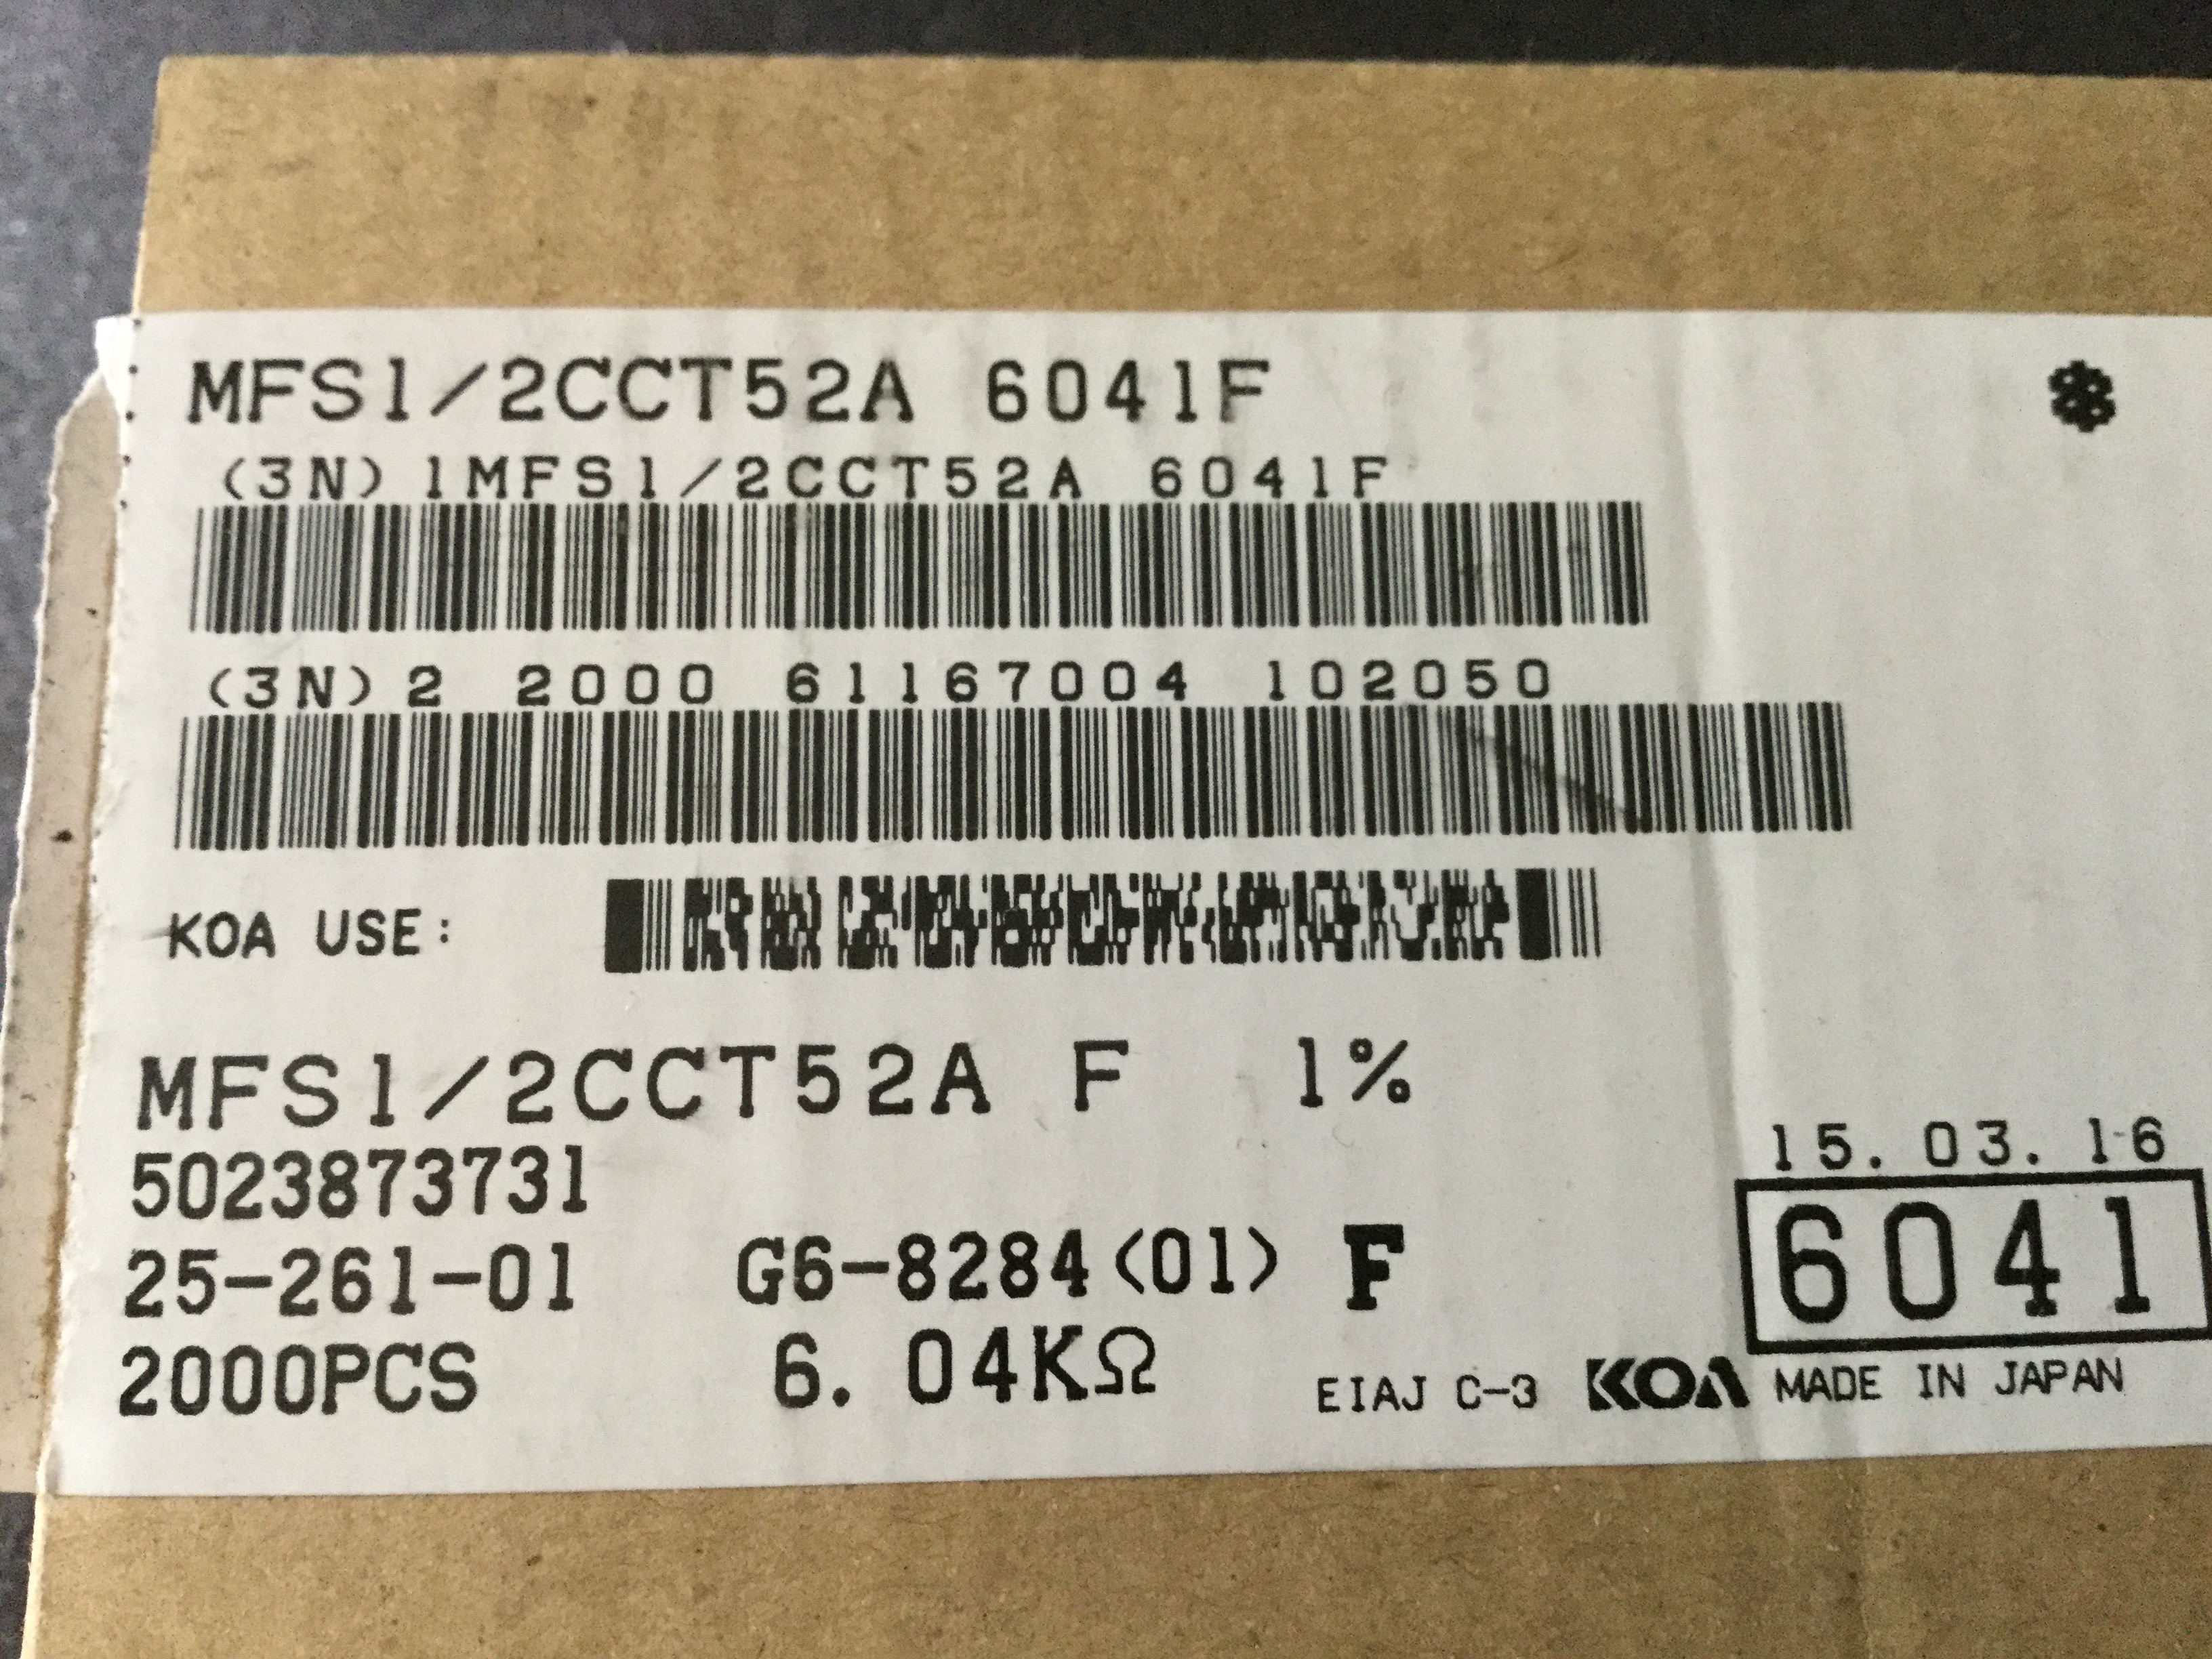 MFS1/2CCT52A 6041F
(3N)1MFS1/2CCT52A 6041F
(3N)2 2000 61167004 102050
KOA USE:
MFS1/2CCT52A F 1%
5023873731
15.03.16
25-261-01 G6-8284(01) F 6041
2000PCS 6.04KΩ EIAJ C-3 KOA MADE IN JAPAN